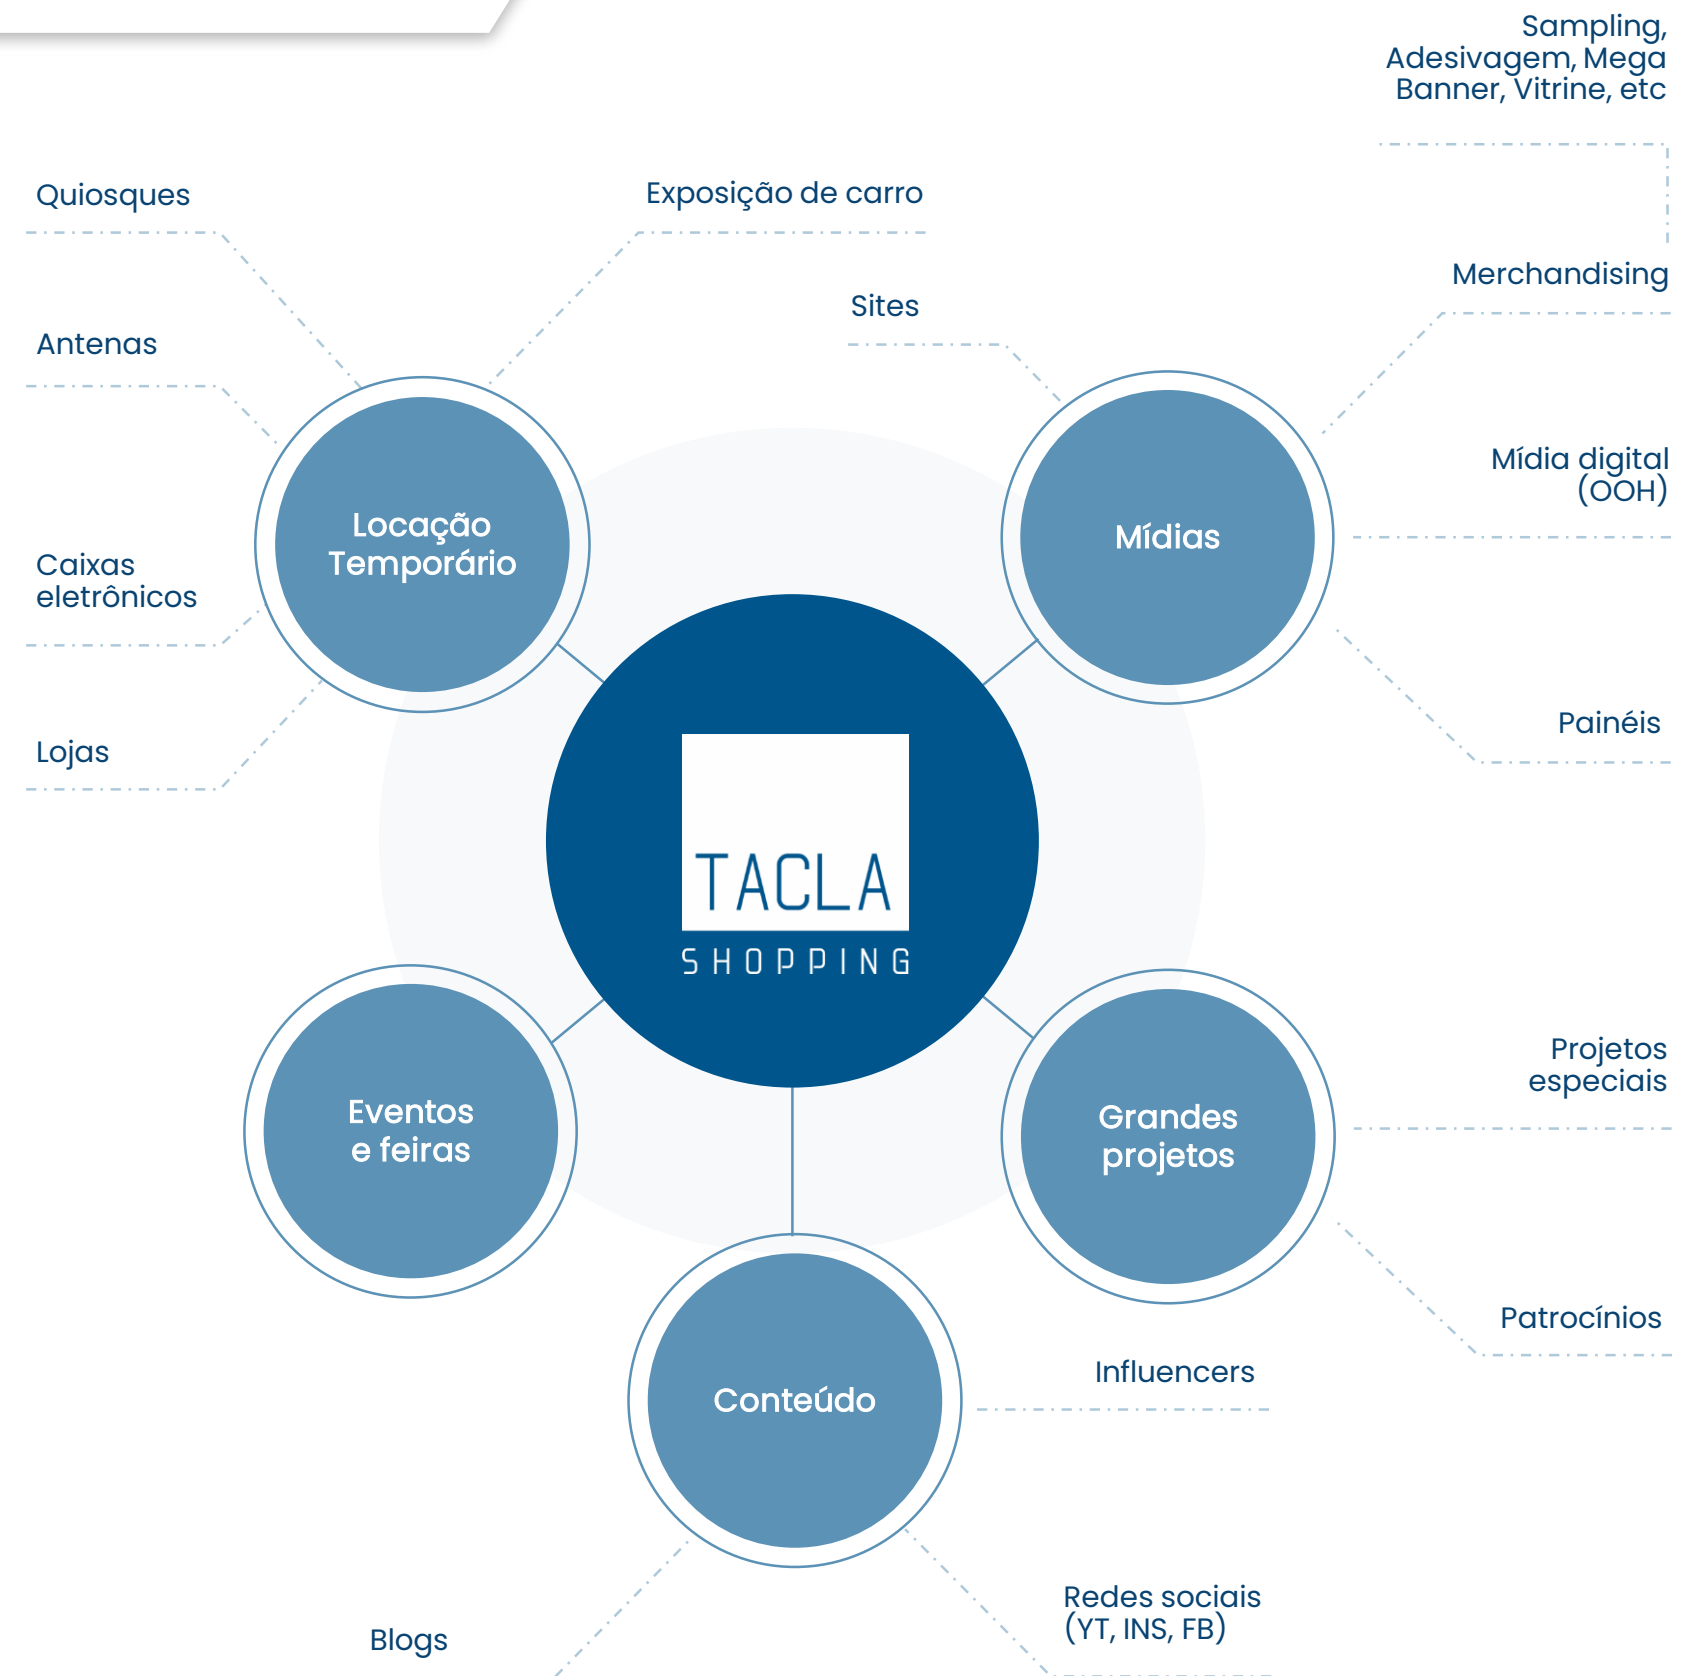 Sampling,
Adesivagem, Mega
Banner, Vitrine, etc
Quiosques
Exposição de carro
Merchandising
Sites
Antenas
Mídia digital
(OOH)
Locação
Temporário
Mídias
Caixas
eletrônicos
Painéis
Lojas
TACLA
SHOPPING
Projetos
especiais
Eventos
e feiras
Grandes
projetos
Patrocínios
Influencers
Conteúdo
Redes sociais
(YT, INS, FB)
Blogs